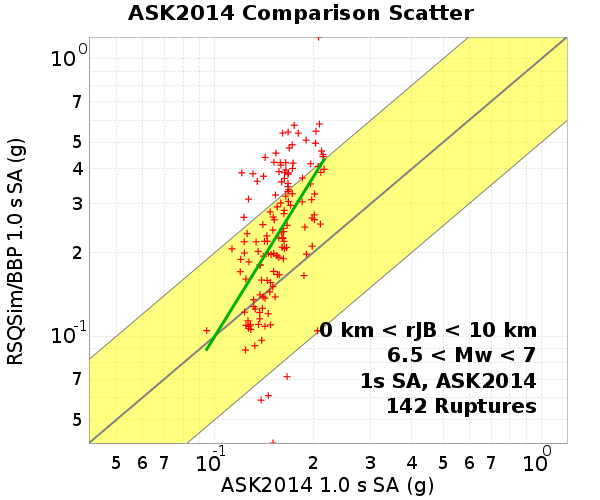 ASK2014 Comparison Scatter
RSQSim/BBP 1.0 s SA (g)
10^0
7
5
4
3
2
10^-1
7
5
0 km < rJB < 10 km
6.5 < Mw < 7
1s SA, ASK2014
142 Ruptures
5 6 7 10^-1 2 3 4 5 6 7 10^0
ASK2014 1.0 s SA (g)